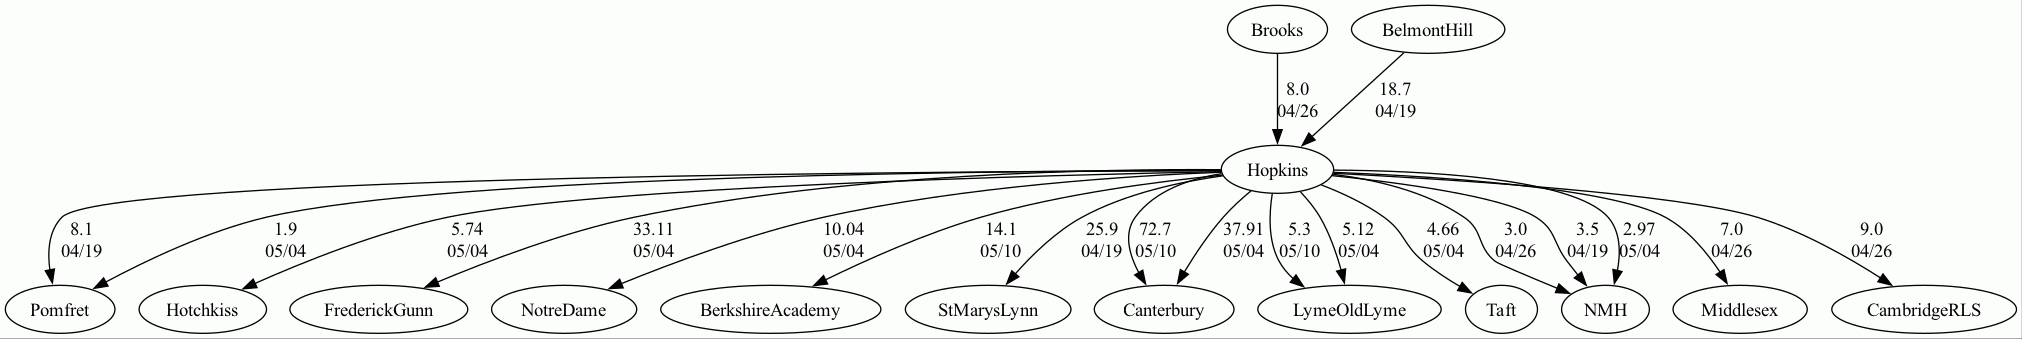 Brooks
BelmontHill
8.0
04/26
18.7
04/19
Hopkins
8.1
04/19
1.9
05/04
5.74
05/04
33.11
05/04
10.04
05/04
14.1
05/10
25.9
04/19
72.7
05/10
37.91
05/04
5.3
05/10
5.12
05/04
4.66
05/04
3.0
04/26
3.5
04/19
2.97
05/04
7.0
04/26
9.0
04/26
Pomfret
Hotchkiss
FrederickGunn
NotreDame
BerkshireAcademy
StMarysLynn
Canterbury
LymeOldLyme
Taft
NMH
Middlesex
CambridgeRLS